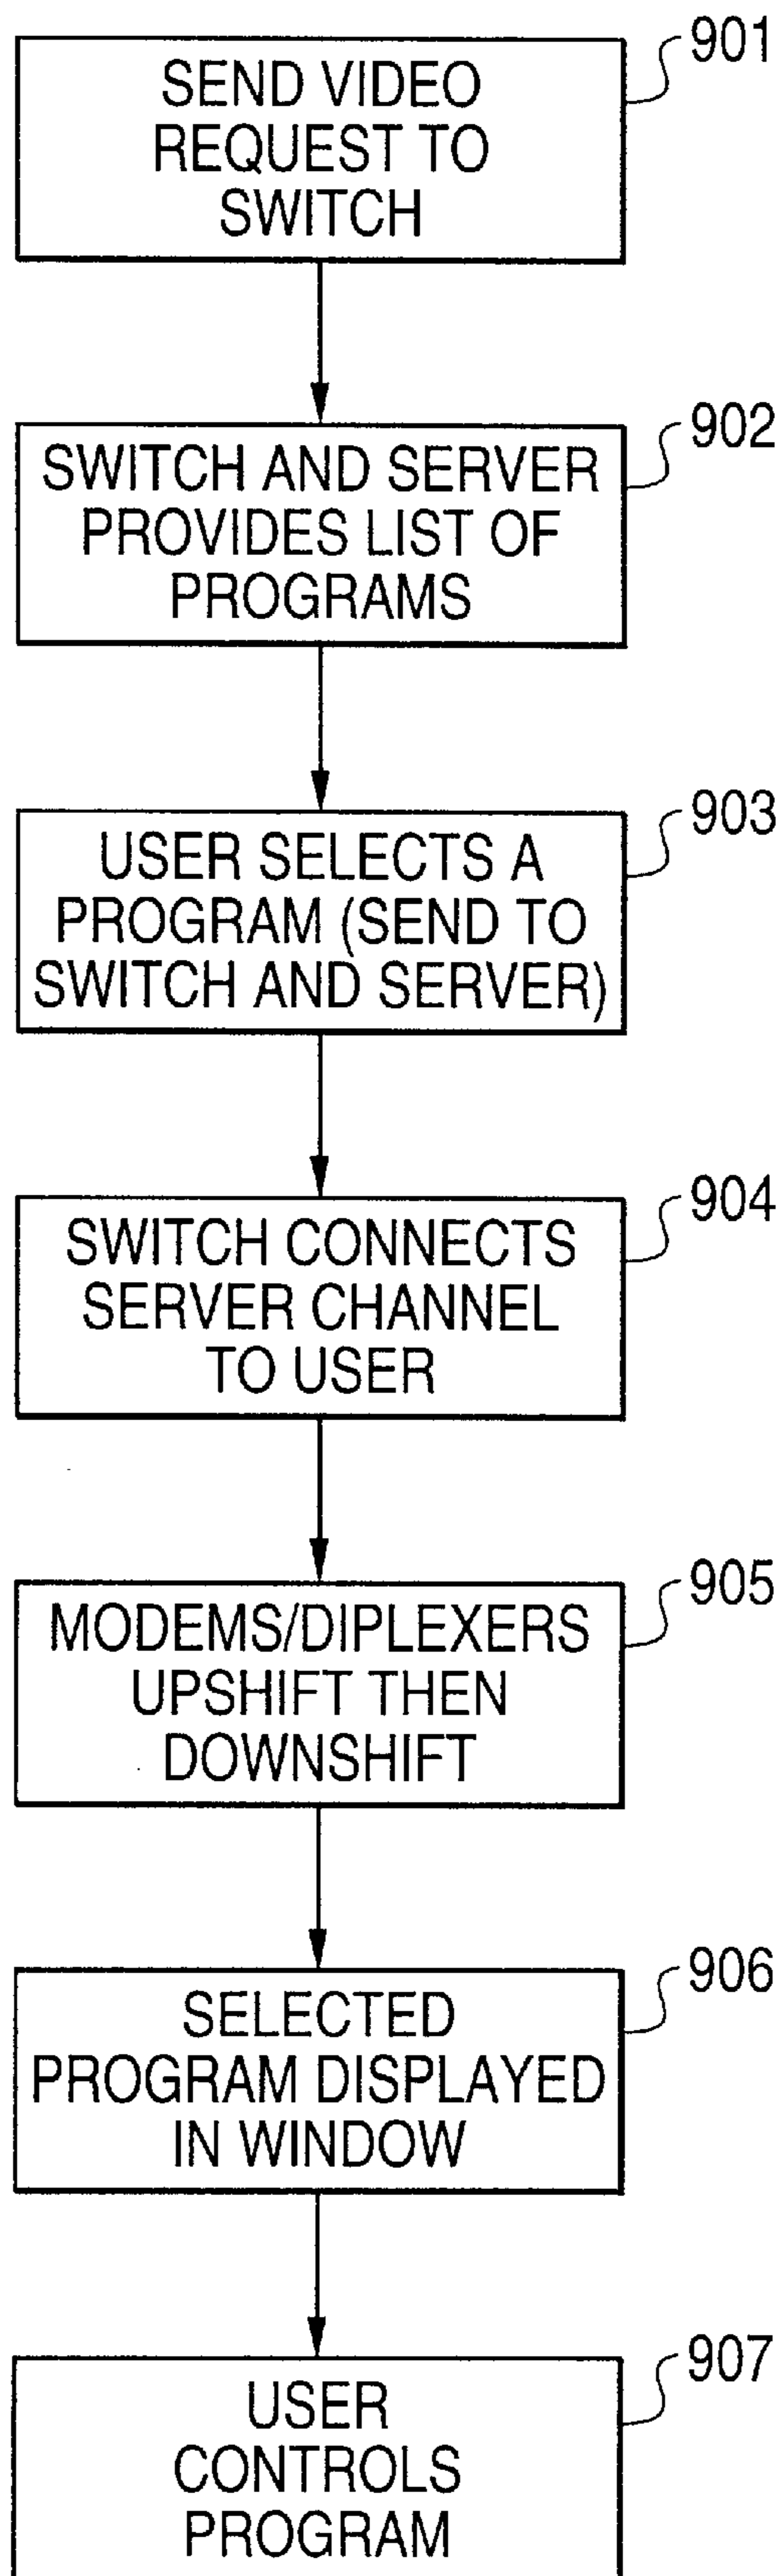 901
SEND VIDEO
REQUEST TO
SWITCH
902
SWITCH AND SERVER
PROVIDES LIST OF
PROGRAMS
903
USER SELECTS A
PROGRAM (SEND TO
SWITCH AND SERVER)
904
SWITCH CONNECTS
SERVER CHANNEL
TO USER
905
MODEMS/DIPLEXERS
UPSHIFT THEN
DOWNSHIFT
906
SELECTED
PROGRAM DISPLAYED
IN WINDOW
907
USER
CONTROLS
PROGRAM